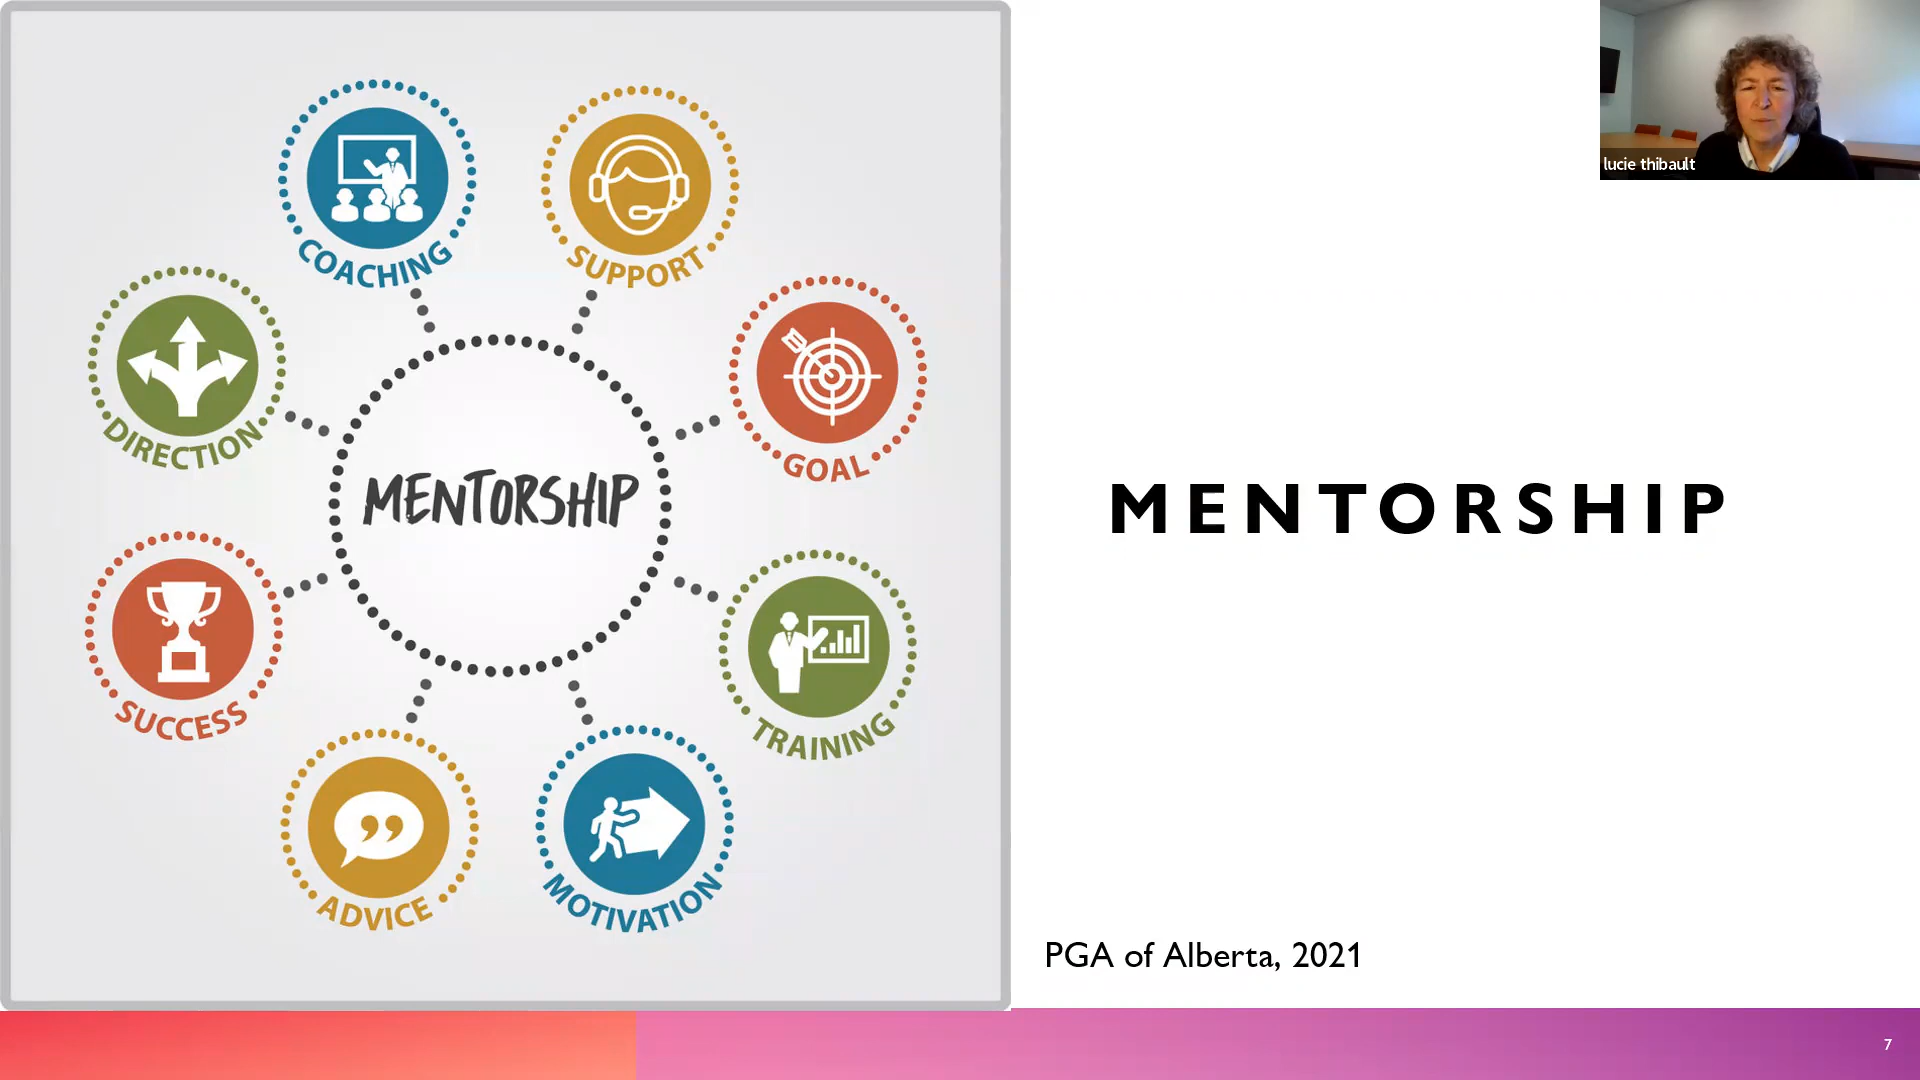 COACHING
SUPPORT
DIRECTION
GOAL
MENTORSHIP
SUCCESS
TRAINING
ADVICE
MOTIVATION
MENTORSHIP
PGA of Alberta, 2021
lucie thibault
7